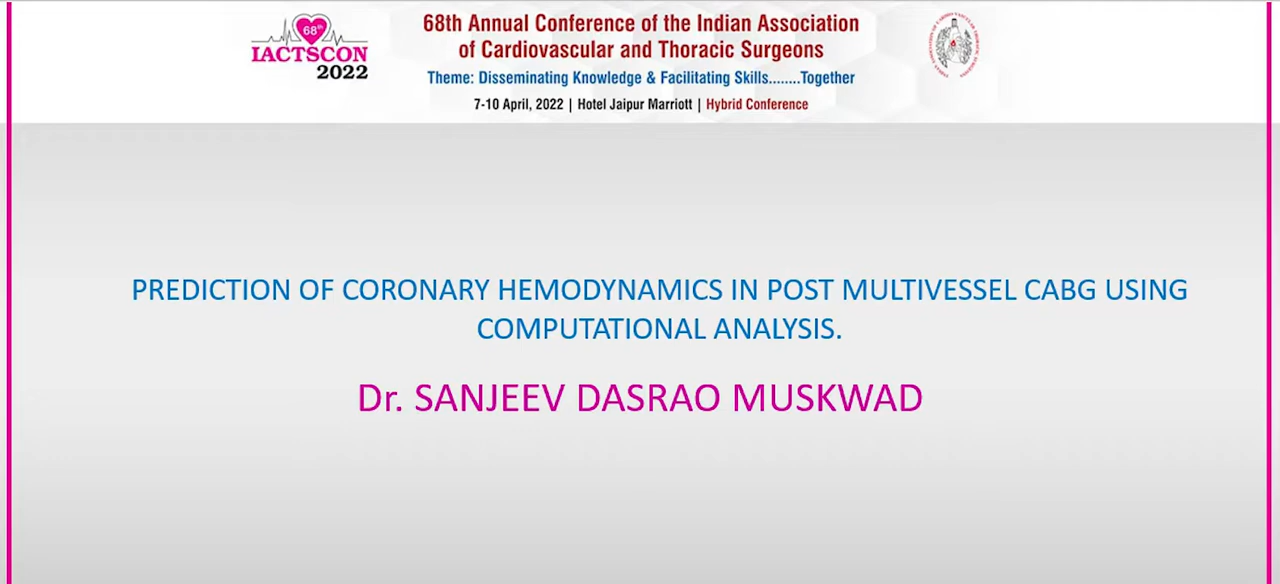 68th
IACTSCON
2022
68th Annual Conference of the Indian Association
of Cardiovascular and Thoracic Surgeons
Theme: Disseminating Knowledge & Facilitating Skills........Together
7-10 April, 2022 | Hotel Jaipur Marriott | Hybrid Conference
PREDICTION OF CORONARY HEMODYNAMICS IN POST MULTIVESSEL CABG USING
COMPUTATIONAL ANALYSIS.
Dr. SANJEEV DASRAO MUSKWAD